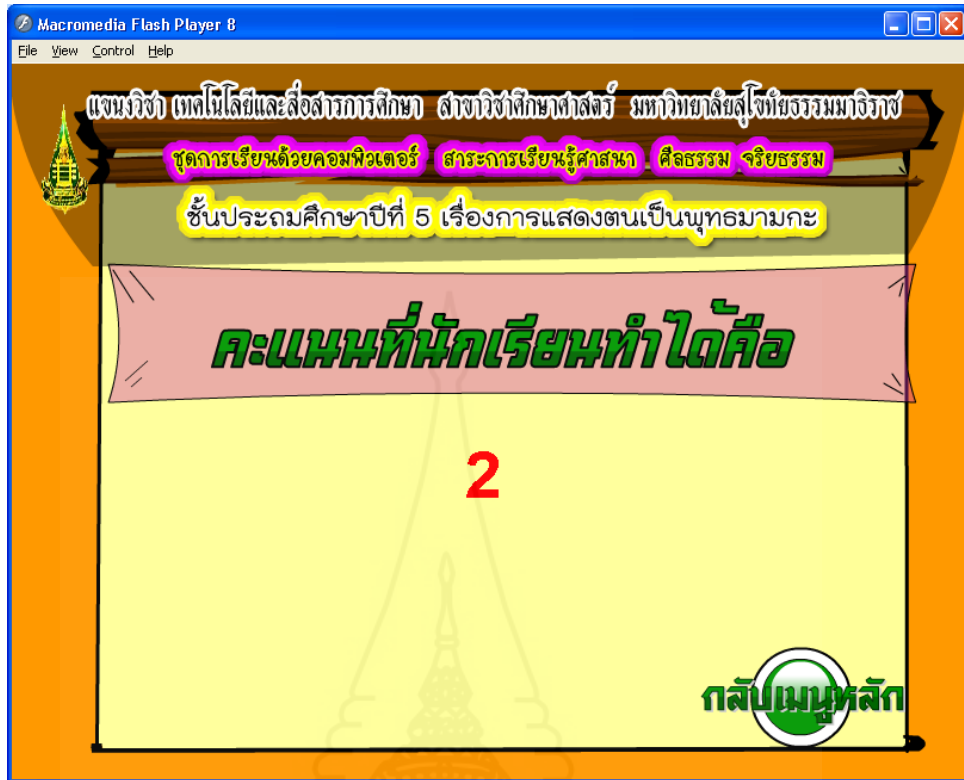 Macromedia Flash Player 8
File View Control Help
แขนงวิชา เทคโนโลยีและสื่อสารการศึกษา สาขาวิชาศึกษาศาสตร์ มหาวิทยาลัยสุโขทัยธรรมมาธิราช
ชุดการเรียนด้วยคอมพิวเตอร์ สาระการเรียนรู้ศาสนา ศีลธรรม จริยธรรม
ชั้นประถมศึกษาปีที่ 5 เรื่องการแสดงตนเป็นพุทธมามกะ
คะแนนที่นักเรียนทำได้คือ
2
กลับเมนูหลัก